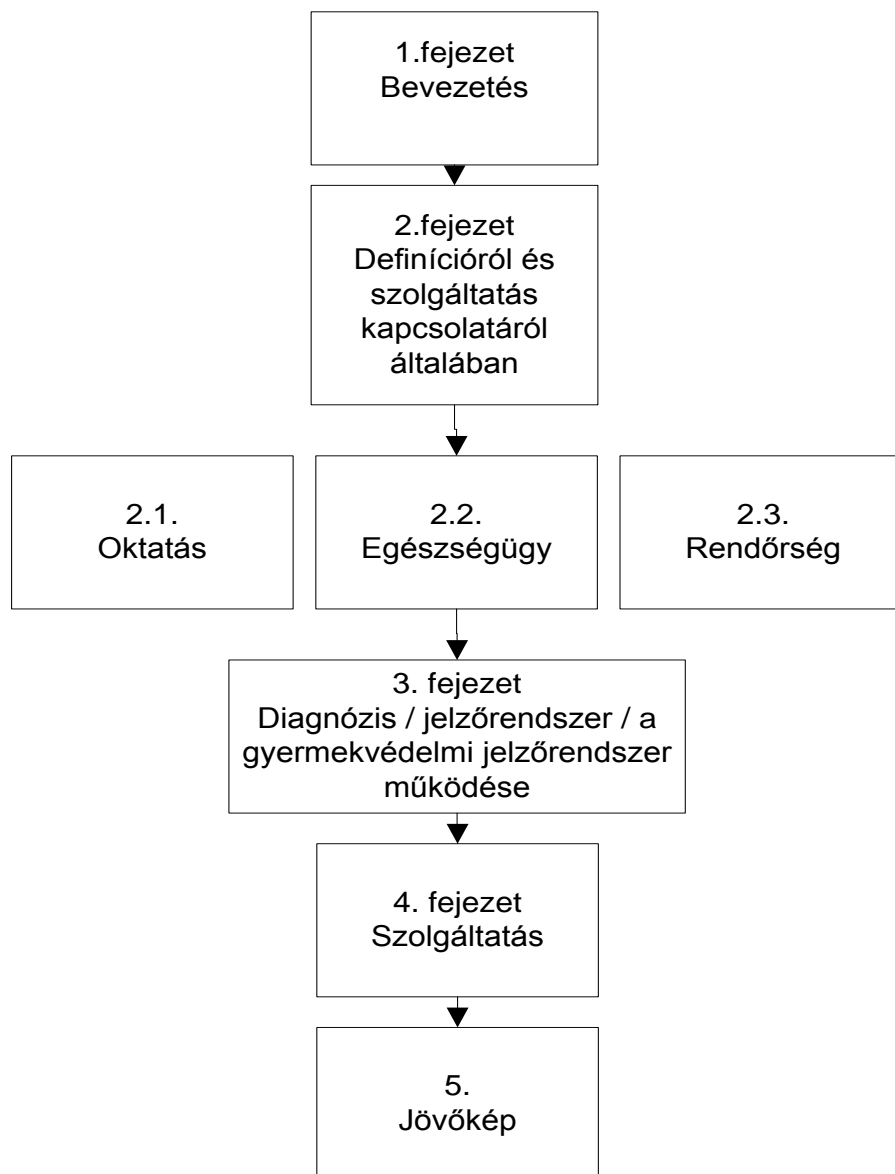 1.fejezet
Bevezetés
2.fejezet
Definícióról és
szolgáltatás
kapcsolatáról
általában
2.1.
Oktatás
2.2.
Egészségügy
2.3.
Rendőrség
3. fejezet
Diagnózis / jelzőrendszer / a
gyermekvédelmi jelzőrendszer
működése
4. fejezet
Szolgáltatás
5.
Jövőkép